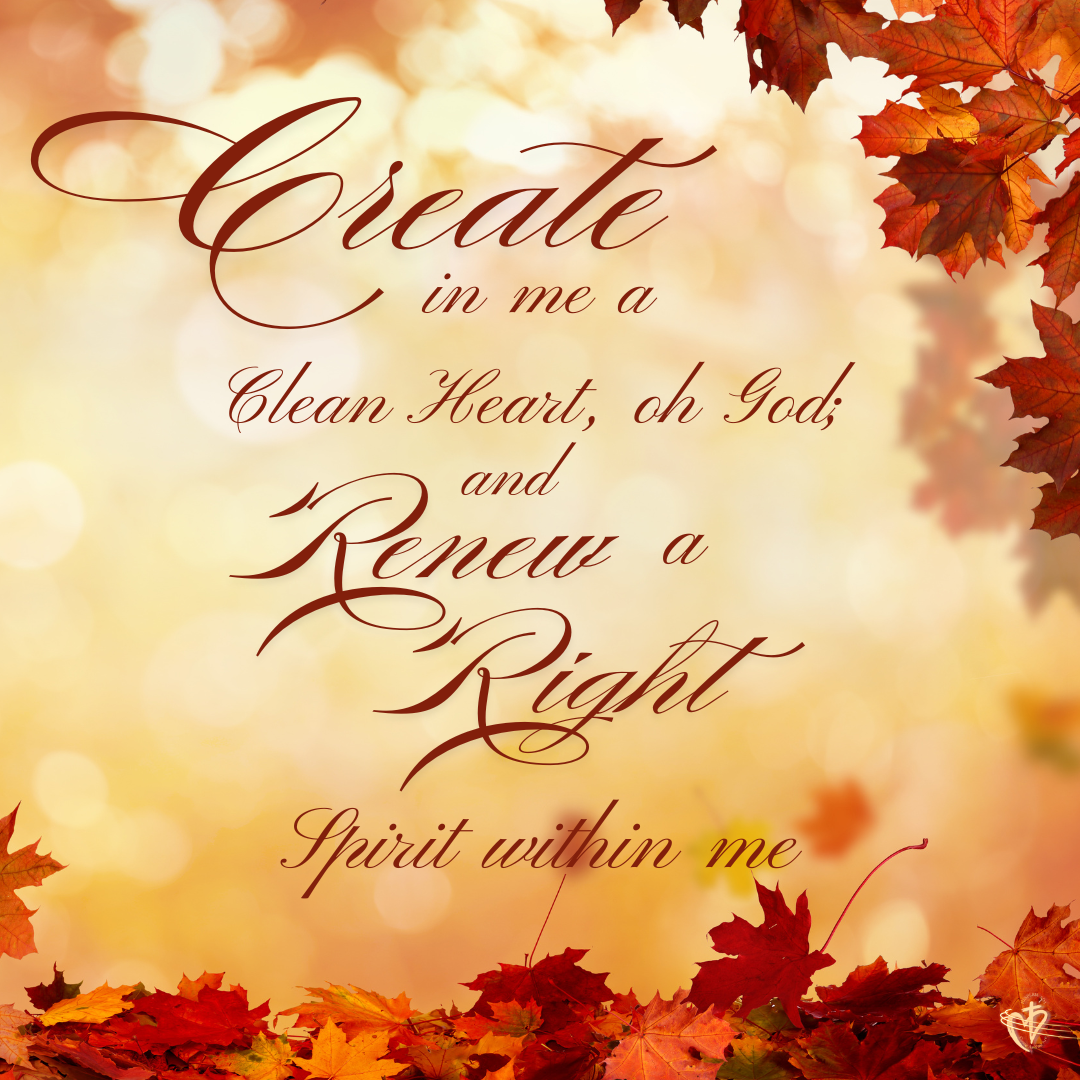 Create
in me a
Clean Heart, oh God;
and
Renew a
Right
Spirit within me